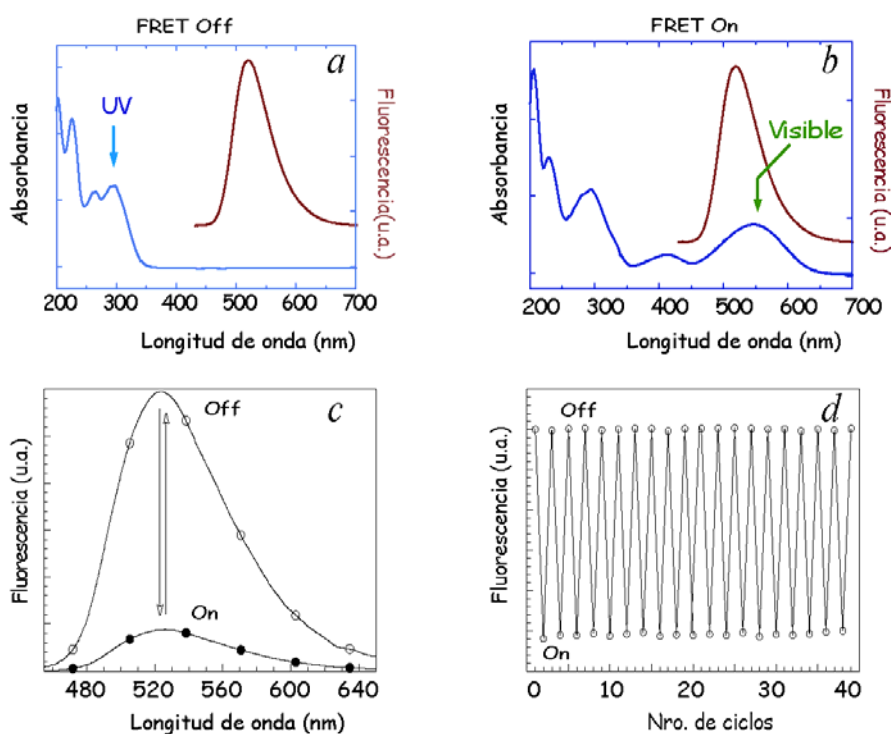 FRET Off
a
UV
Absorbancia
Fluorescencia(u.a.)
200 300 400 500 600 700
Longitud de onda (nm)
FRET On
b
Visible
Absorbancia
Fluorescencia (u.a.)
200 300 400 500 600 700
Longitud de onda (nm)
c
Off
On
Fluorescencia (u.a.)
480 520 560 600 640
Longitud de onda (nm)
d
Off
On
Fluorescencia (u.a.)
0 10 20 30 40
Nro. de ciclos